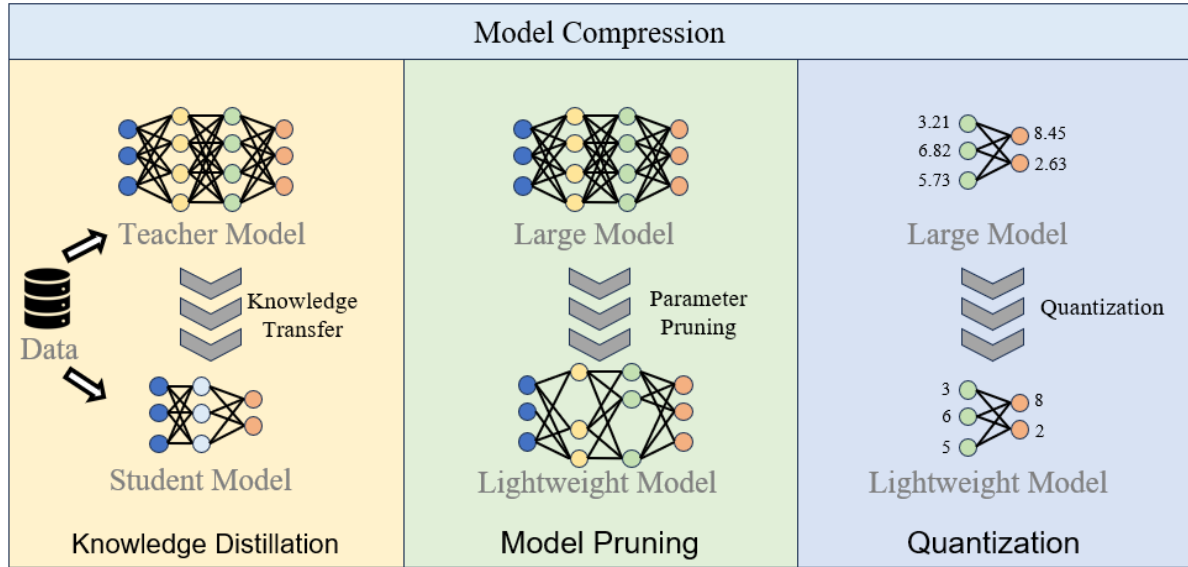 Model Compression
Teacher Model
Knowledge
Transfer
Data
Student Model
Knowledge Distillation
Large Model
Parameter
Pruning
Lightweight Model
Model Pruning
3.21
6.82
5.73
8.45
2.63
Large Model
Quantization
3
6
5
8
2
Lightweight Model
Quantization